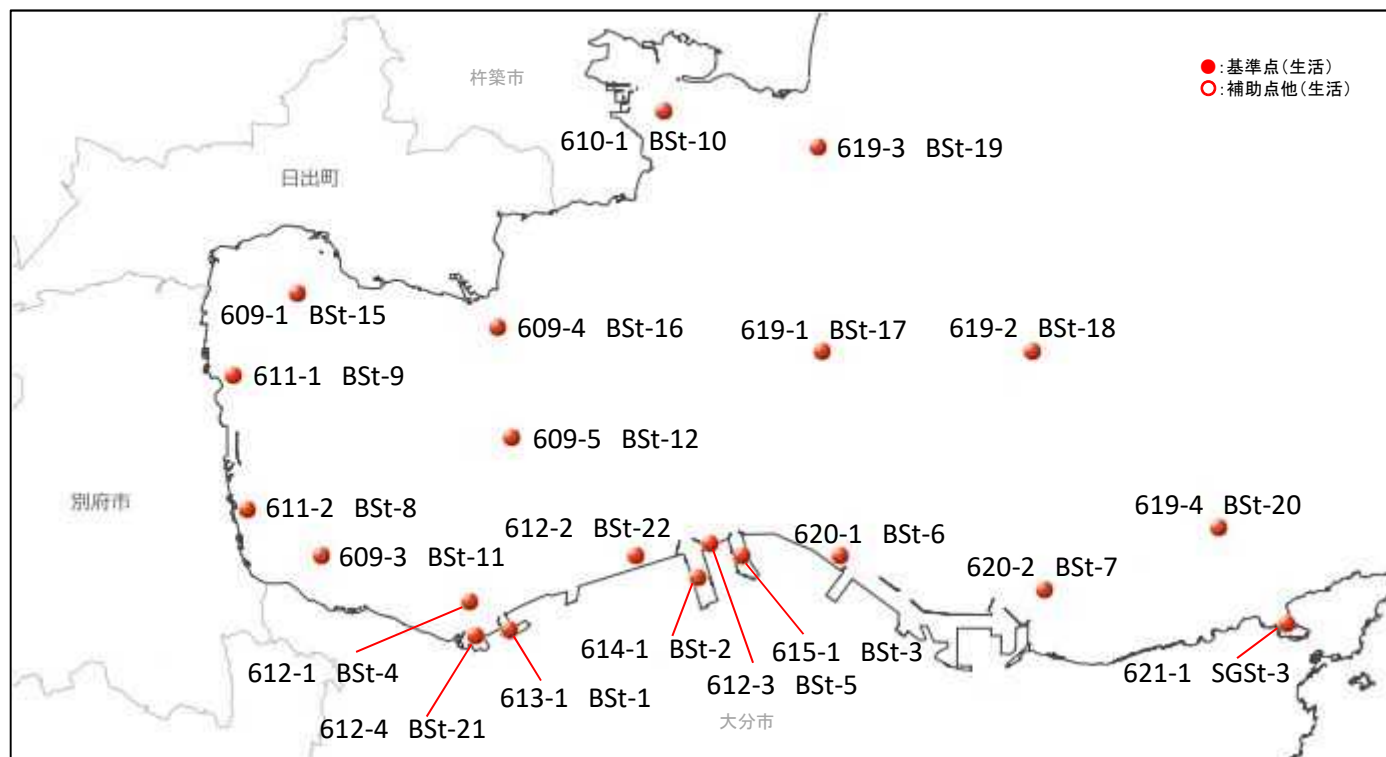 杵築市
●:基準点(生活)
○:補助点他(生活)
610-1 BSt-10
619-3 BSt-19
日出町
609-1 BSt-15
609-4 BSt-16
619-1 BSt-17
619-2 BSt-18
611-1 BSt-9
609-5 BSt-12
別府市
611-2 BSt-8
619-4 BSt-20
612-2 BSt-22
620-1 BSt-6
609-3 BSt-11
620-2 BSt-7
614-1 BSt-2
615-1 BSt-3
612-1 BSt-4
621-1 SGSt-3
613-1 BSt-1
612-3 BSt-5
612-4 BSt-21
大分市